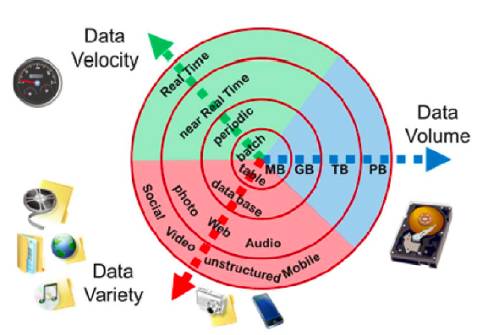 Data
Velocity
Real Time
near Real Time
periodic
batch
Data
Volume
MB
GB
TB
PB
table
data base
photo
Web
Audio
Social
Video
unstructured/Mobile
Data
Variety